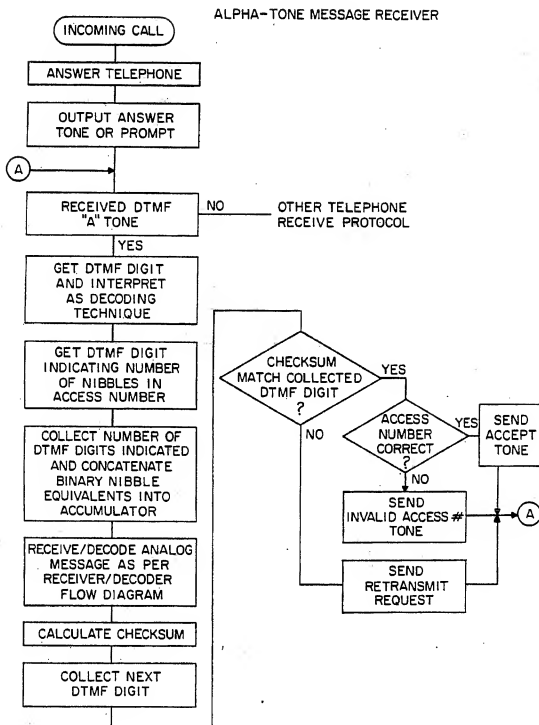 ALPHA-TONE MESSAGE RECEIVER
INCOMING CALL
ANSWER TELEPHONE
OUTPUT ANSWER
TONE OR PROMPT
A
RECEIVED DTMF
"A" TONE
NO
OTHER TELEPHONE
RECEIVE PROTOCOL
YES
GET DTMF DIGIT
AND INTERPRET
AS DECODING
TECHNIQUE
GET DTMF DIGIT
INDICATING NUMBER
OF NIBBLES IN
ACCESS NUMBER
COLLECT NUMBER OF
DTMF DIGITS INDICATED
AND CONCATENATE
BINARY NIBBLE
EQUIVALENTS INTO
ACCUMULATOR
RECEIVE/DECODE ANALOG
MESSAGE AS PER
RECEIVER/DECODER
FLOW DIAGRAM
CALCULATE CHECKSUM
COLLECT NEXT
DTMF DIGIT
CHECKSUM
MATCH COLLECTED
DTMF DIGIT
?
YES
NO
ACCESS
NUMBER
CORRECT
?
YES
NO
SEND
ACCEPT
TONE
SEND
INVALID ACCESS #
TONE
A
SEND
RETRANSMIT
REQUEST